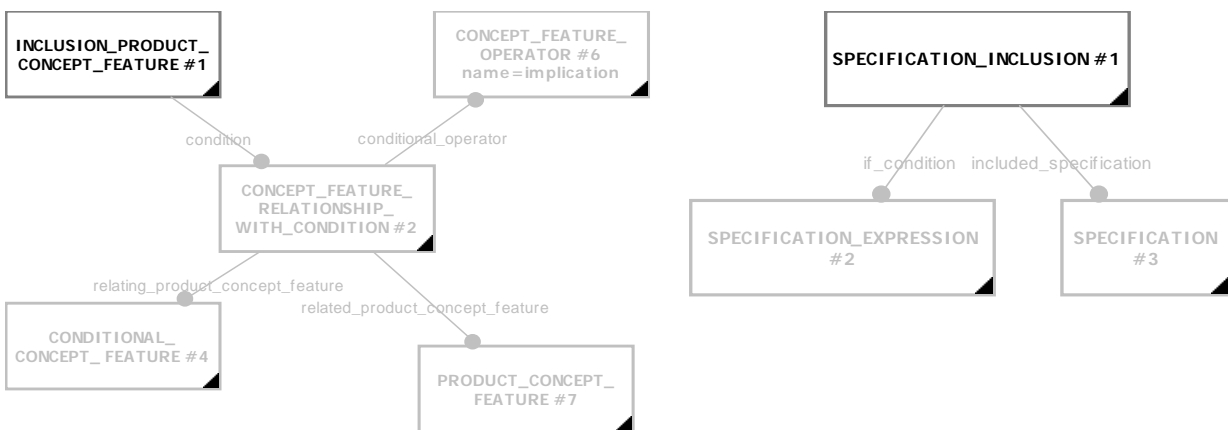 INCLUSION_PRODUCT_
CONCEPT_FEATURE #1
CONCEPT_FEATURE_
OPERATOR #6
name=implication
SPECIFICATION_INCLUSION #1
condition
conditional_operator
if_condition
included_specification
CONCEPT_FEATURE_
RELATIONSHIP_
WITH_CONDITION #2
SPECIFICATION_EXPRESSION
#2
SPECIFICATION
#3
relating_product_concept_feature
related_product_concept_feature
CONDITIONAL_
CONCEPT_ FEATURE #4
PRODUCT_CONCEPT_
FEATURE #7